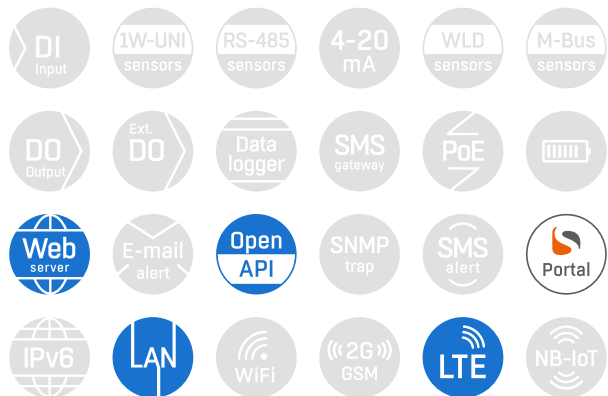 DI
Input
1W-UNI
sensors
RS-485
sensors
4-20
mA
WLD
sensors
M-Bus
sensors
DO
Output
Ext.
DO
Data
logger
SMS
gateway
PoE
Web
server
E-mail
alert
Open
API
SNMP
trap
SMS
alert
Portal
IPv6
LAN
WiFi
2G
GSM
LTE
NB-IoT